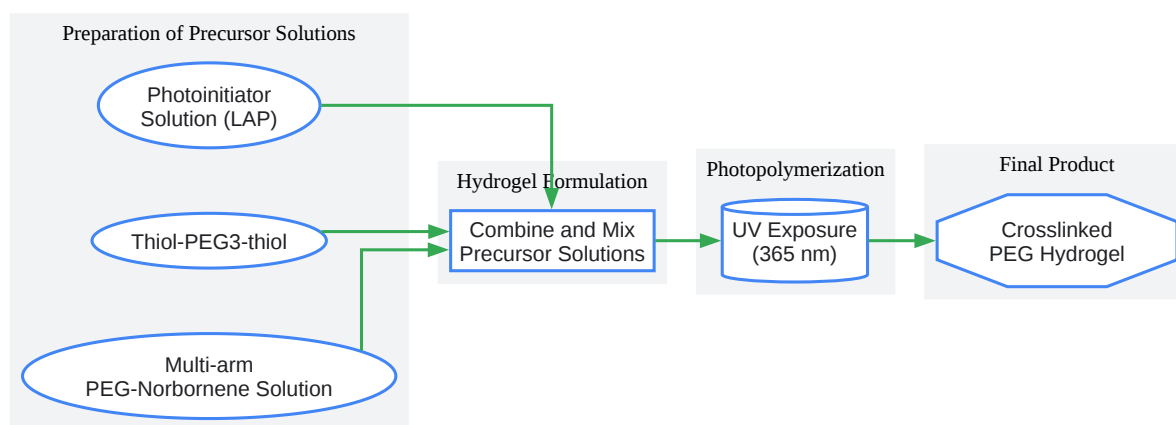 Preparation of Precursor Solutions
Photoinitiator
Solution (LAP)
Thiol-PEG3-thiol
Multi-arm
PEG-Norbornene Solution
Hydrogel Formulation
Combine and Mix
Precursor Solutions
Photopolymerization
UV Exposure
(365 nm)
Final Product
Crosslinked
PEG Hydrogel